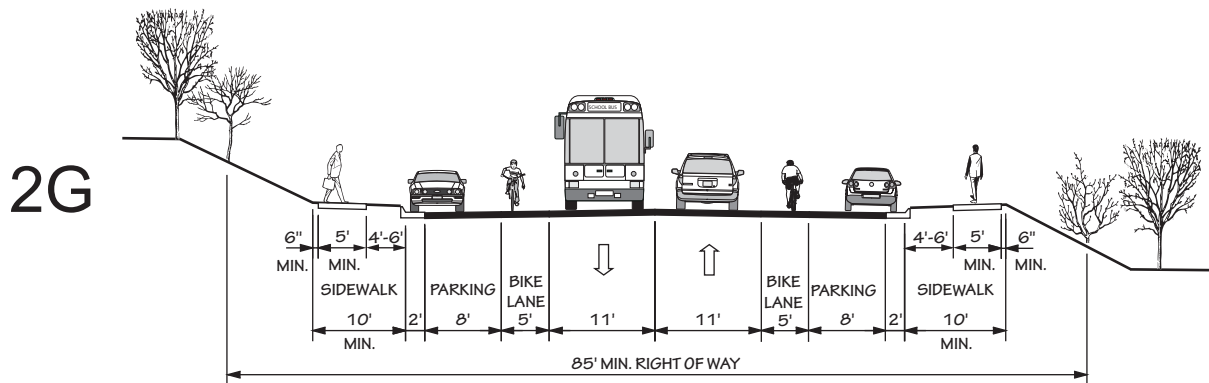 2G
SCHOOL BUS
6" 5' 4'-6' 4'-6' 5' 6"
MIN. MIN. MIN. MIN.
SIDEWALK PARKING BIKE LANE BIKE LANE PARKING SIDEWALK
10' 2' 8' 5' 11' 11' 5' 8' 2' 10'
MIN. MIN.
85' MIN. RIGHT OF WAY